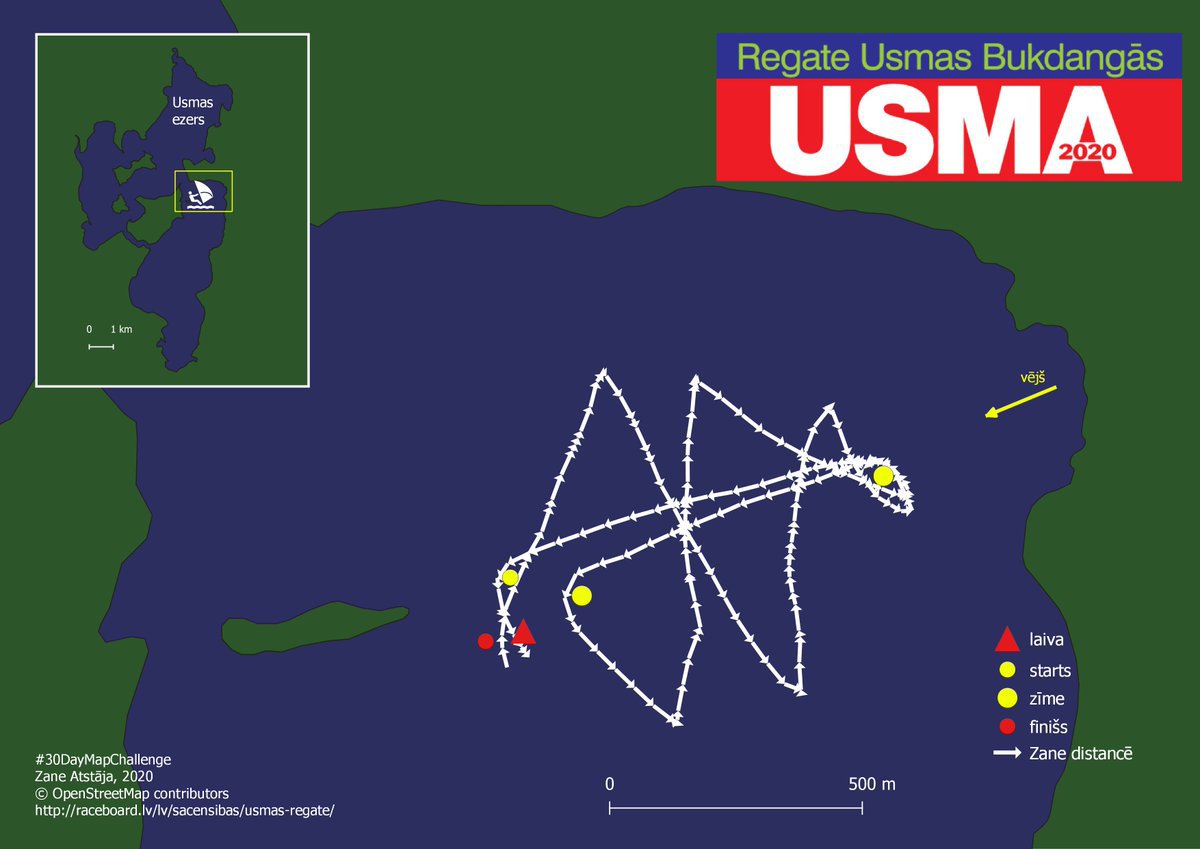 Usmas
ezers
0 1 km
Regate Usmas Bukdangās
USMA
2020
vējš
laiva
starts
zīme
finišs
Zane distancē
0 500 m
#30DayMapChallenge
Zane Atstāja, 2020
© OpenStreetMap contributors
http://raceboard.lv/lv/sacensibas/usmas-regate/